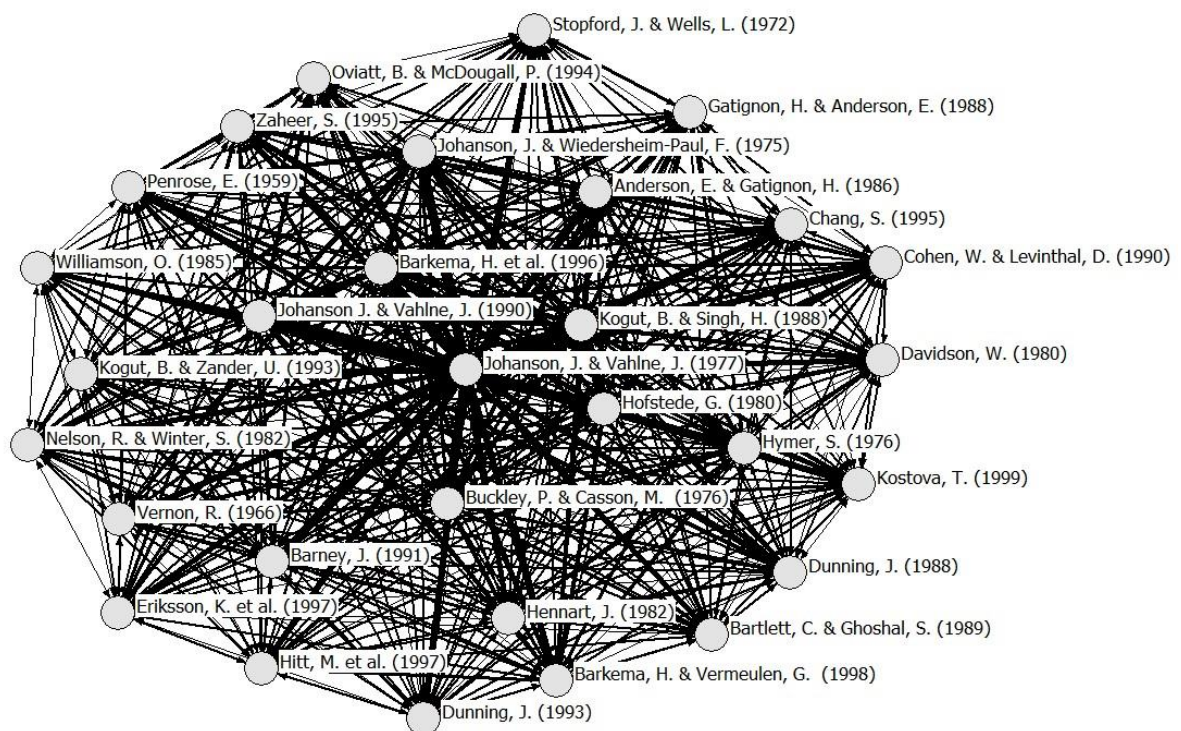 Stopford, J. & Wells, L. (1972)
Oviatt, B. & McDougall, P. (1994)
Gatignon, H. & Anderson, E. (1988)
Zaheer, S. (1995)
Johanson, J. & Wiedersheim-Paul, F. (1975)
Penrose, E. (1959)
Anderson, E. & Gatignon, H. (1986)
Chang, S. (1995)
Williamson, O. (1985)
Barkema, H. et al. (1996)
Cohen, W. & Levinthal, D. (1990)
Johanson J. & Vahlne, J. (1990)
Kogut, B. & Singh, H. (1988)
Kogut, B. & Zander, U. (1993)
Johanson, J. & Vahlne, J. (1977)
Davidson, W. (1980)
Hofstede, G. (1980)
Nelson, R. & Winter, S. (1982)
Hymer, S. (1976)
Kostova, T. (1999)
Buckley, P. & Casson, M. (1976)
Vernon, R. (1966)
Barney, J. (1991)
Dunning, J. (1988)
Eriksson, K. et al. (1997)
Hennart, J. (1982)
Bartlett, C. & Ghoshal, S. (1989)
Hitt, M. et al. (1997)
Barkema, H. & Vermeulen, G. (1998)
Dunning, J. (1993)